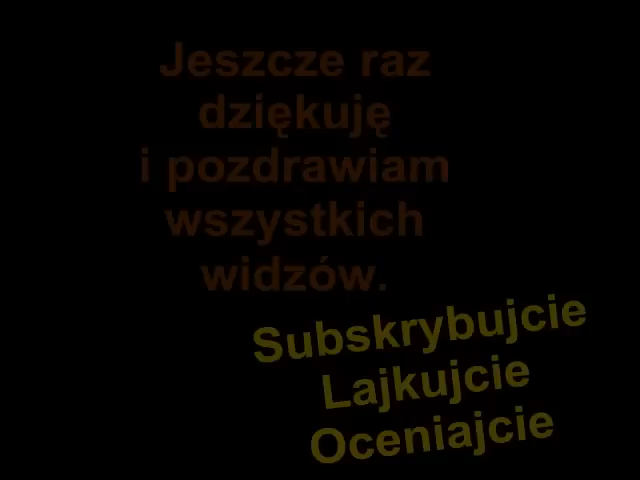 Jeszcze raz
dziękuję
i pozdrawiam
wszystkich
widzów.
Subskrybujcie
Lajkujcie
Oceniajcie